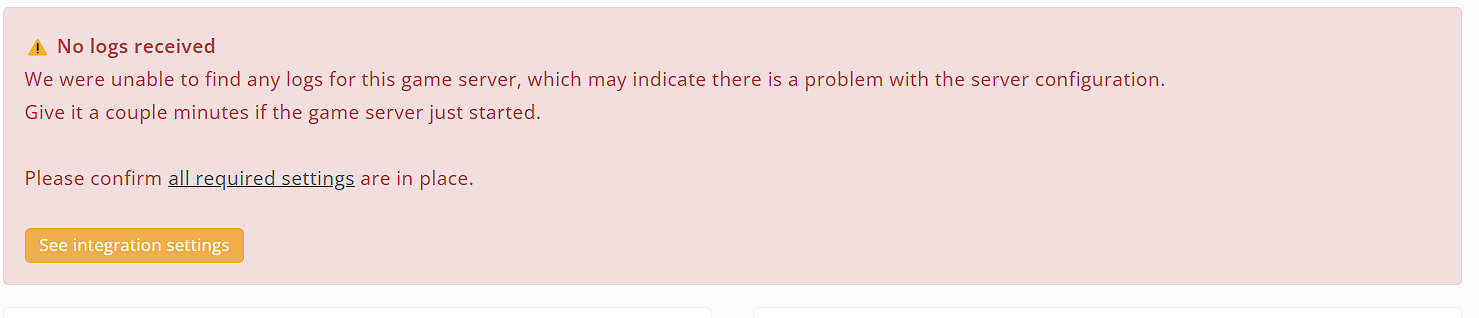 ⚠ No logs received
We were unable to find any logs for this game server, which may indicate there is a problem with the server configuration.
Give it a couple minutes if the game server just started.
Please confirm all required settings are in place.
See integration settings